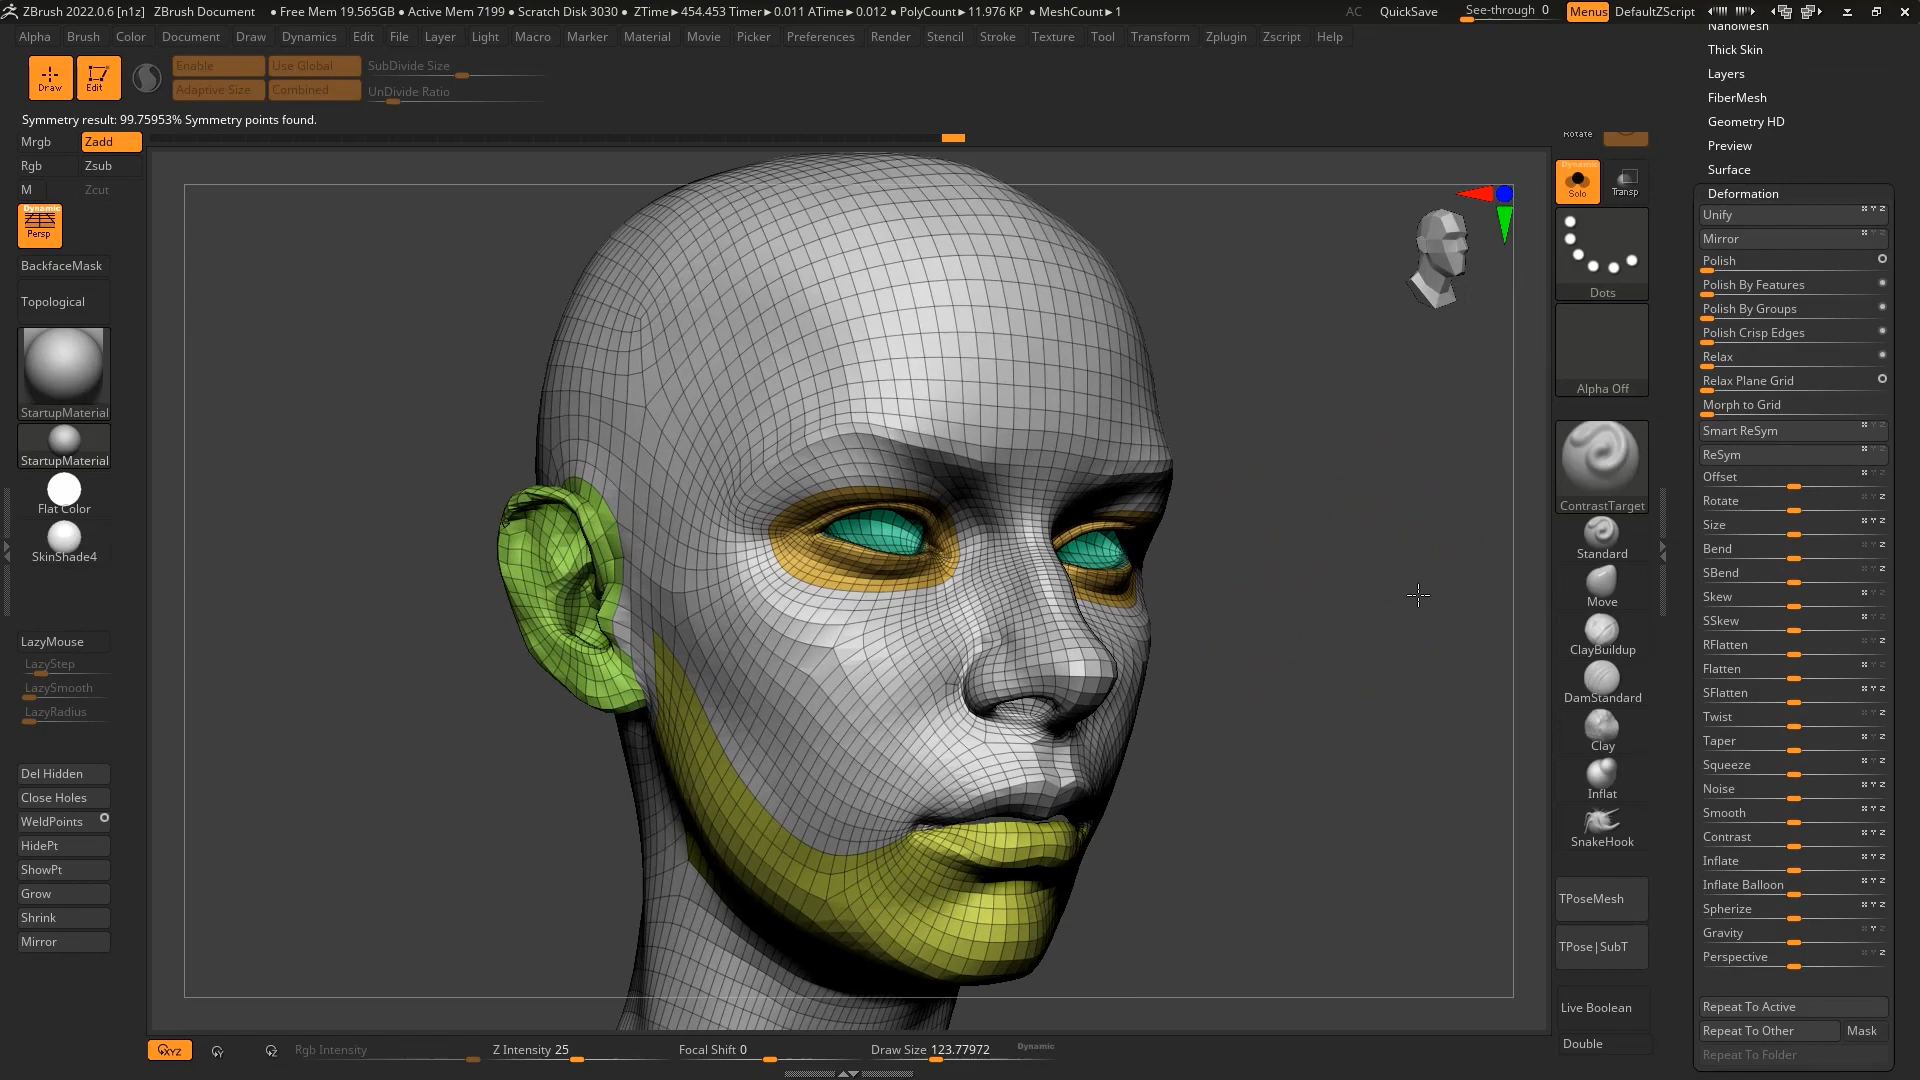 ZBrush 2022.0.6 [n1z] ZBrush Document ● Free Mem 19.565GB ● Active Mem 7199 ● Scratch Disk 3030 ● ZTime►454.453 Timer►0.011 ATime►0.012 ● PolyCount►11.976 KP ● MeshCount►1 AC QuickSave See-through 0 Menus DefaultZScript
Alpha Brush Color Document Draw Dynamics Edit File Layer Light Macro Marker Material Movie Picker Preferences Render Stencil Stroke Texture Tool Transform Zplugin Zscript Help
Draw
Edit
Enable Use Global SubDivide Size
Adaptive Size Combined UnDivide Ratio
Symmetry result: 99.75953% Symmetry points found.
Mrgb Zadd
Rgb Zsub
M Zcut
Dynamic
Persp
BackfaceMask
Topological
StartupMaterial
StartupMaterial
Flat Color
SkinShade4
LazyMouse
LazyStep
LazySmooth
LazyRadius
Del Hidden
Close Holes
WeldPoints
HidePt
ShowPt
Grow
Shrink
Mirror
XYZ
Y
Z
Rgb Intensity
Z Intensity 25
Focal Shift 0
Draw Size 123.77972
Dynamic
Rotate
Dynamic
Solo
Transp
Dots
Alpha Off
ContrastTarget
Standard
Move
ClayBuildup
DamStandard
Clay
Inflat
SnakeHook
TPoseMesh
TPose|SubT
Live Boolean
Double
NanoMesh
Thick Skin
Layers
FiberMesh
Geometry HD
Preview
Surface
Deformation
Unify
Mirror
Polish
Polish By Features
Polish By Groups
Polish Crisp Edges
Relax
Relax Plane Grid
Morph to Grid
Smart ReSym
ReSym
Offset
Rotate
Size
Bend
SBend
Skew
SSkew
RFlatten
Flatten
SFlatten
Twist
Taper
Squeeze
Noise
Smooth
Contrast
Inflate
Inflate Balloon
Spherize
Gravity
Perspective
Repeat To Active
Repeat To Other Mask
Repeat To Folder